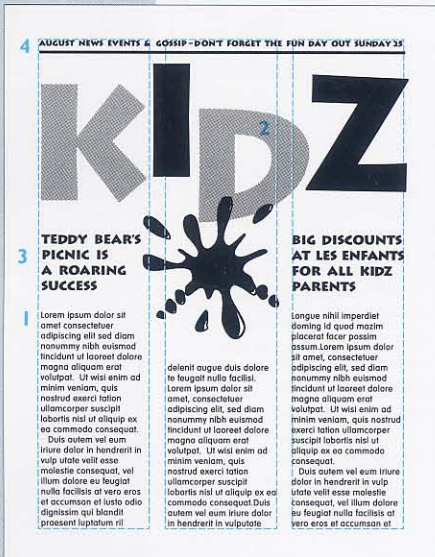 4 AUGUST NEWS EVENTS & GOSSIP-DON'T FORGET THE FUN DAY OUT SUNDAY 25
KIDZ
2
3
TEDDY BEAR'S
PICNIC IS
A ROARING
SUCCESS
1
Lorem ipsum dolor sit
amet consectetuer
adipiscing elit sed diam
nonummy nibh euismod
tincidunt ut laoreet dolore
magna aliquam erat
volutpat. Ut wisi enim ad
minim veniam, quis
nostrud exerci tation
ullamcorper suscipit
lobortis nisl ut aliquip ex
ea commodo consequat.
Duis autem vel eum
iriure dolor in hendrerit in
vulp utate velit esse
molestie consequat, vel
illum dolore eu feugiat
nulla facilisis at vero eros
et accumsan et iusto odio
dignissim qui blandit
praesent luptatum ril
delenit augue duis dolore
te feugait nulla facilisi.
Lorem ipsum dolor sit
amet, consectetuer
adipiscing elit, sed diam
nonummy nibh euismod
tincidunt ut laoreet dolore
magna aliquam erat
volutpat. Ut wisi enim ad
minim veniam, quis
nostrud exerci tation
ullamcorper suscipit
lobortis nisl ut aliquip ex ea
commodo consequat.Duis
autem vel eum iriure dolor
in hendrerit in vulputate
BIG DISCOUNTS
AT LES ENFANTS
FOR ALL KIDZ
PARENTS
Longue nihil imperdiet
doming id quod mazim
placerat facer possim
assum.Lorem ipsum dolor
sit amet, consectetuer
adipiscing elit, sed diam
nonummy nibh euismod
tincidunt ut laoreet dolore
magna aliquam erat
volutpat. Ut wisi enim ad
minim veniam, quis nostrud
exerci tation ullamcorper
suscipit lobortis nisl ut
aliquip ex ea commodo
consequat.
Duis autem vel eum iriure
dolor in hendrerit in vulp
utate velit esse molestie
consequat, vel illum dolore
eu feugiat nulla facilisis at
vero eros et accumsan et